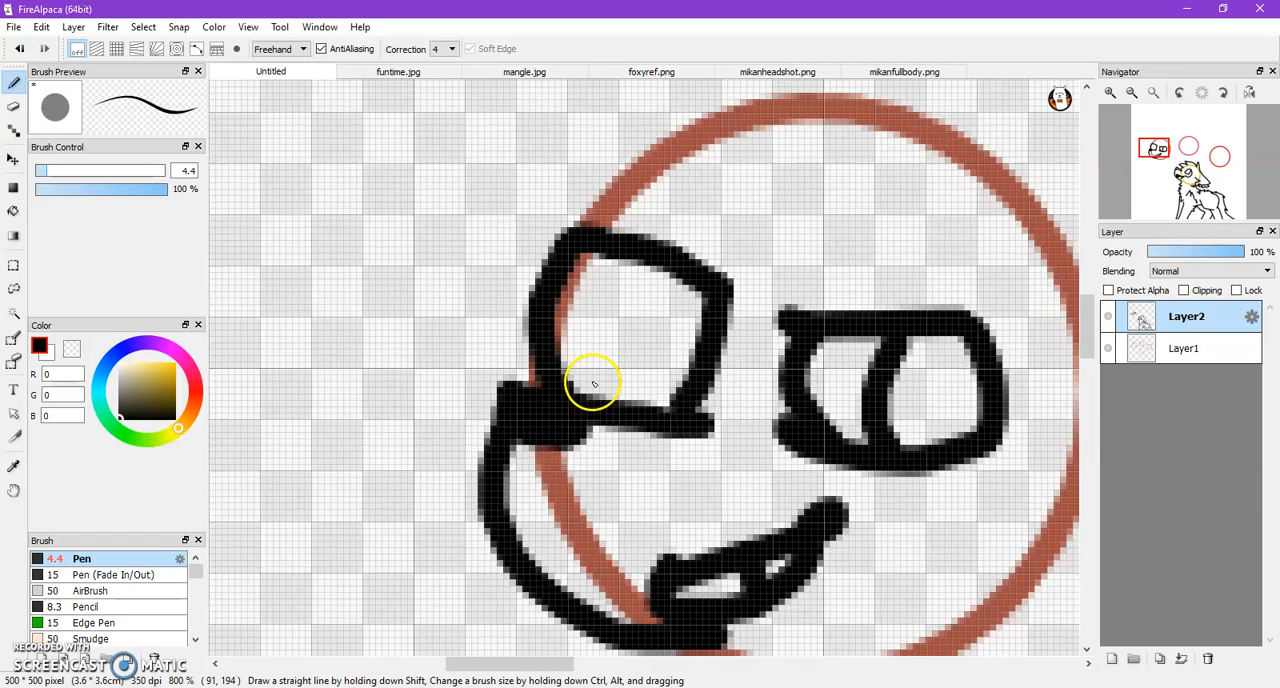 FireAlpaca (64bit)
File Edit Layer Filter Select Snap Color View Tool Window Help
off Freehand AntiAliasing Correction 4 Soft Edge
Brush Preview
Untitled funtime.jpg mangle.jpg foxyref.png mikanheadshot.png mikanfullbody.png
Navigator
Brush Control
4.4
100 %
Layer
Opacity 100 %
Blending Normal
Protect Alpha Clipping Lock
Layer2
Layer1
Color
R 0
G 0
B 0
Brush
4.4 Pen
15 Pen (Fade In/Out)
50 AirBrush
8.3 Pencil
15 Edge Pen
50 Smudge
RECORDED WITH
SCREENCAST MATIC
500 * 500 pixel (3.6 * 3.6cm) 350 dpi 800 % (91, 194) Draw a straight line by holding down Shift, Change a brush size by holding down Ctrl, Alt, and dragging